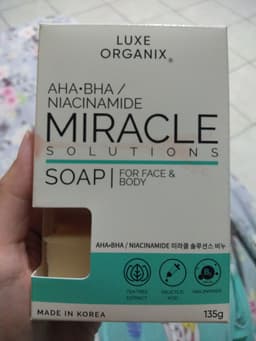 LUXE
ORGANIX®
AHA•BHA /
NIACINAMIDE
MIRACLE
SOLUTIONS
SOAP | FOR FACE &
BODY
AHA•BHA / NIACINAMIDE 미라클 솔루션스 비누
TEA TREE
EXTRACT
SALICYLIC
ACID
B3
NIACINAMIDE
MADE IN KOREA
135g